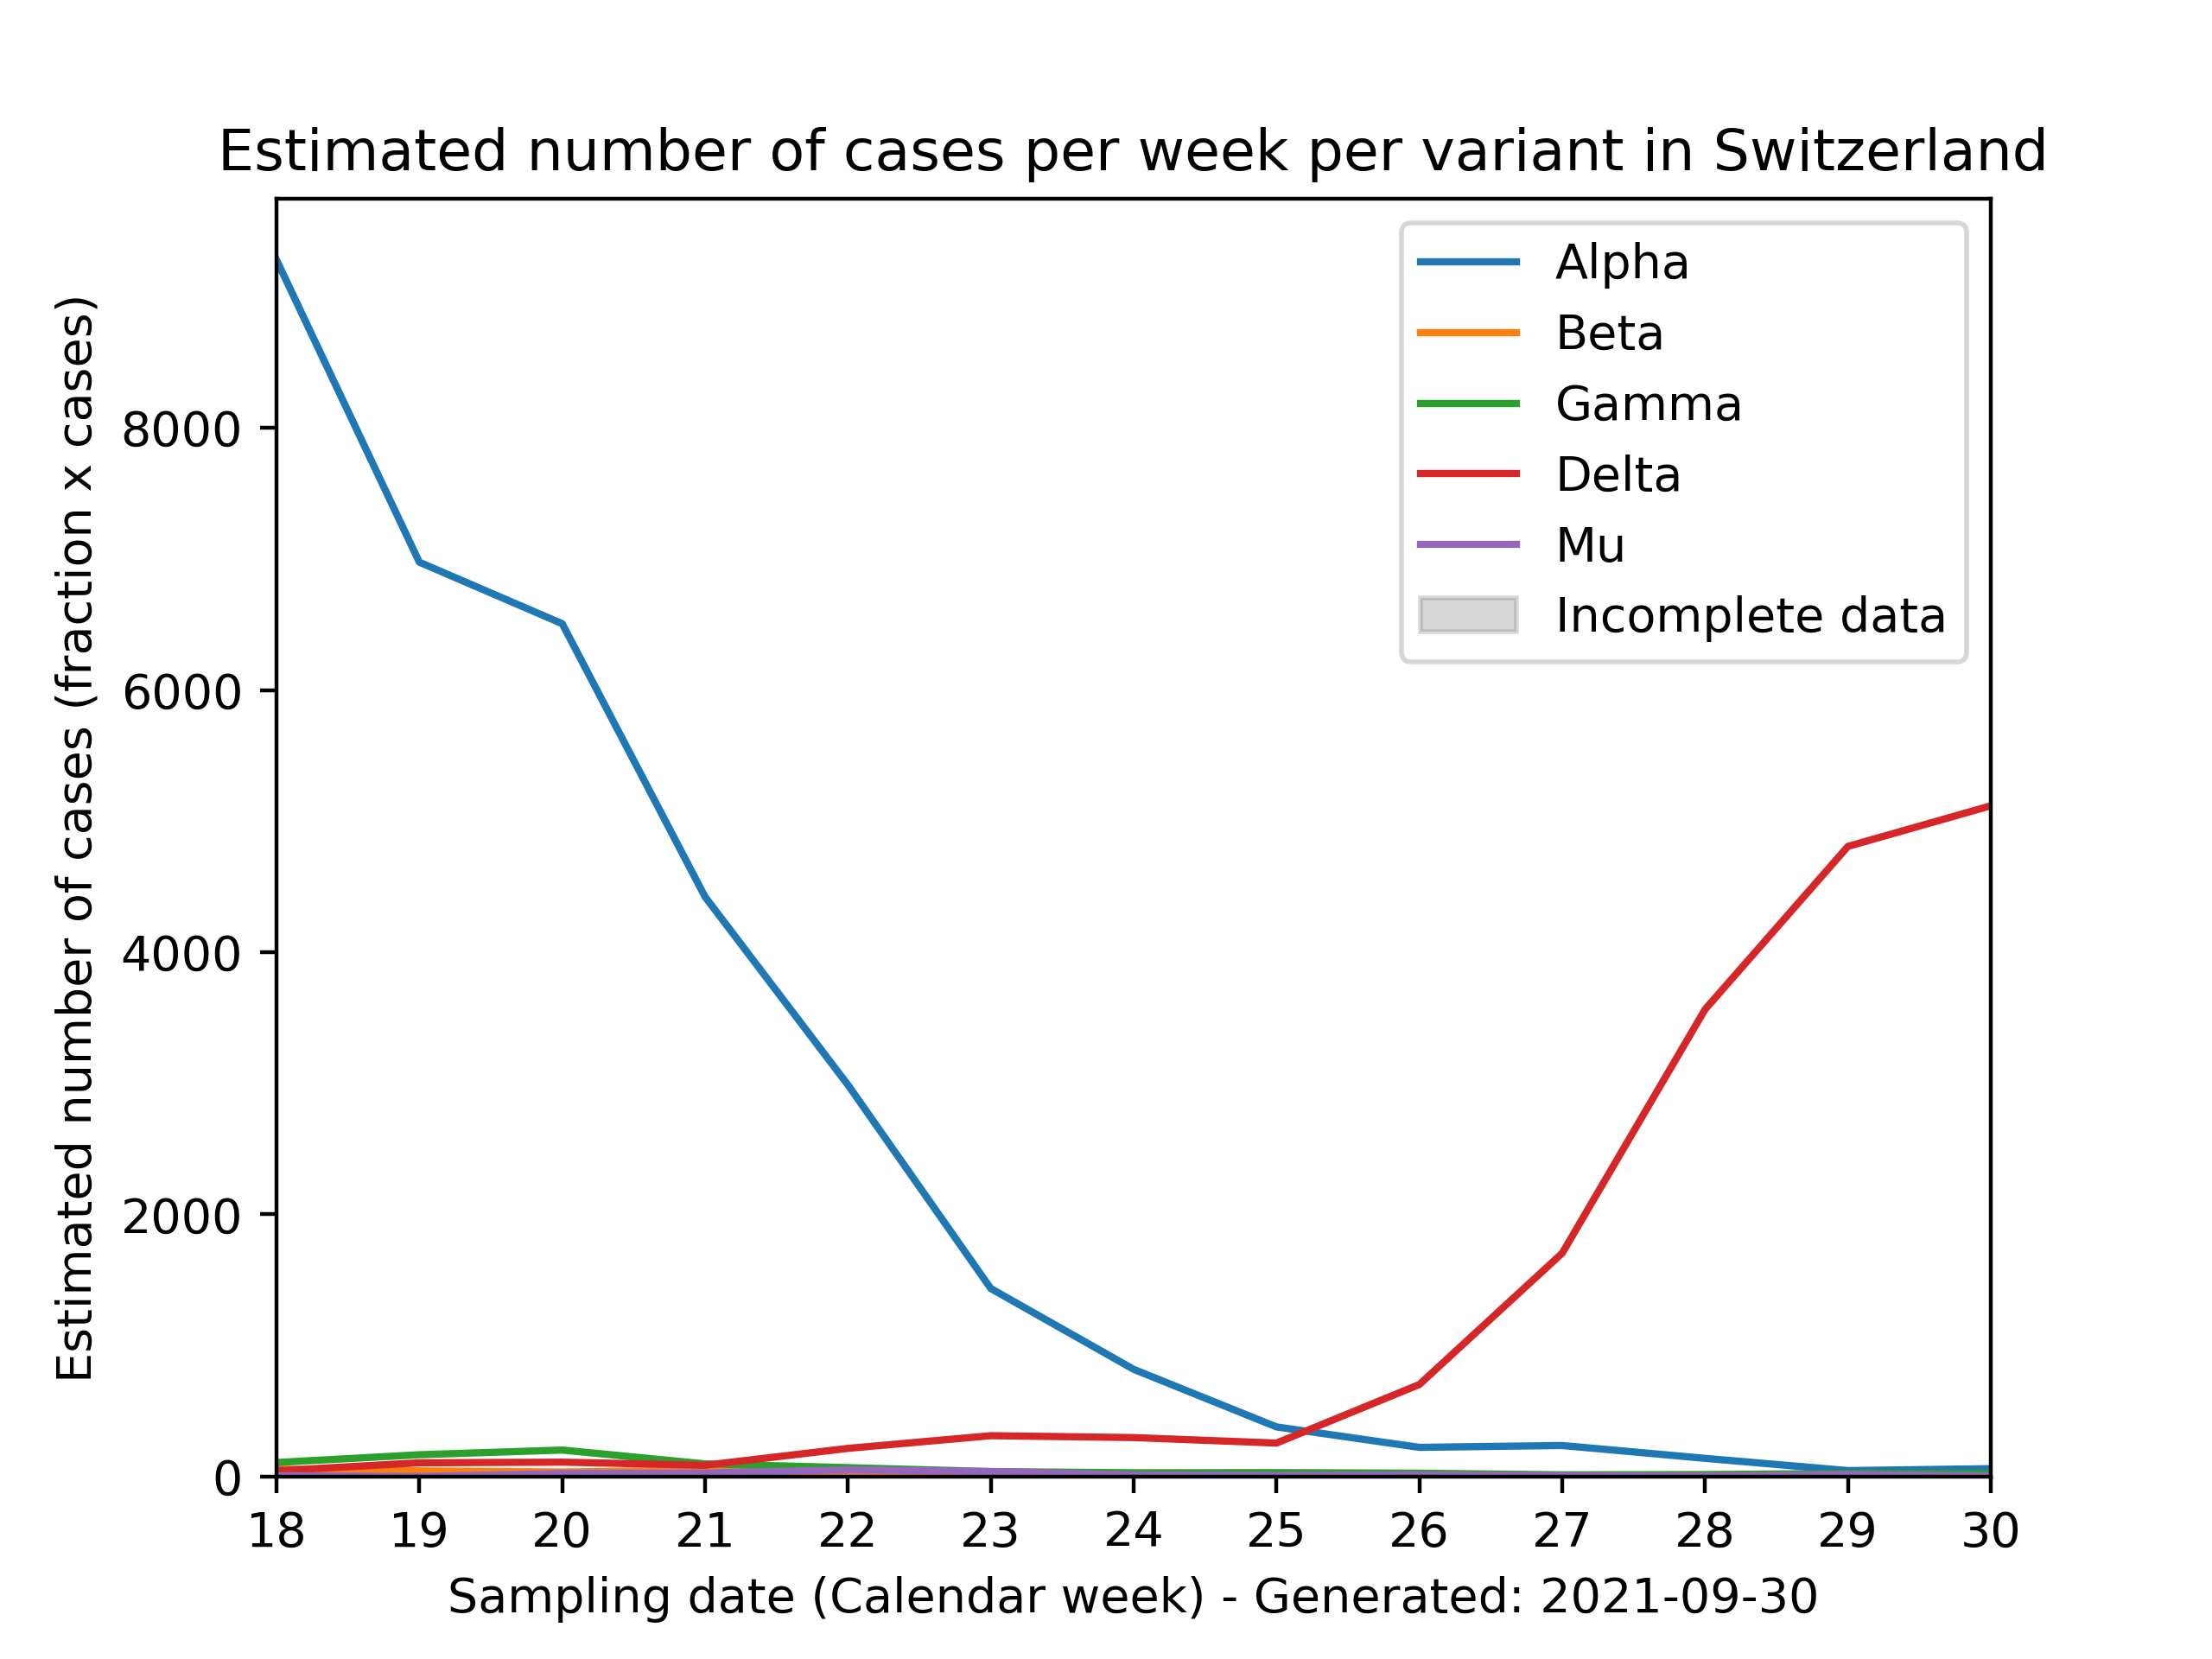 Estimated number of cases per week per variant in Switzerland
Estimated number of cases (fraction x cases)
8000
6000
4000
2000
0
Alpha
Beta
Gamma
Delta
Mu
Incomplete data
18 19 20 21 22 23 24 25 26 27 28 29 30
Sampling date (Calendar week) - Generated: 2021-09-30